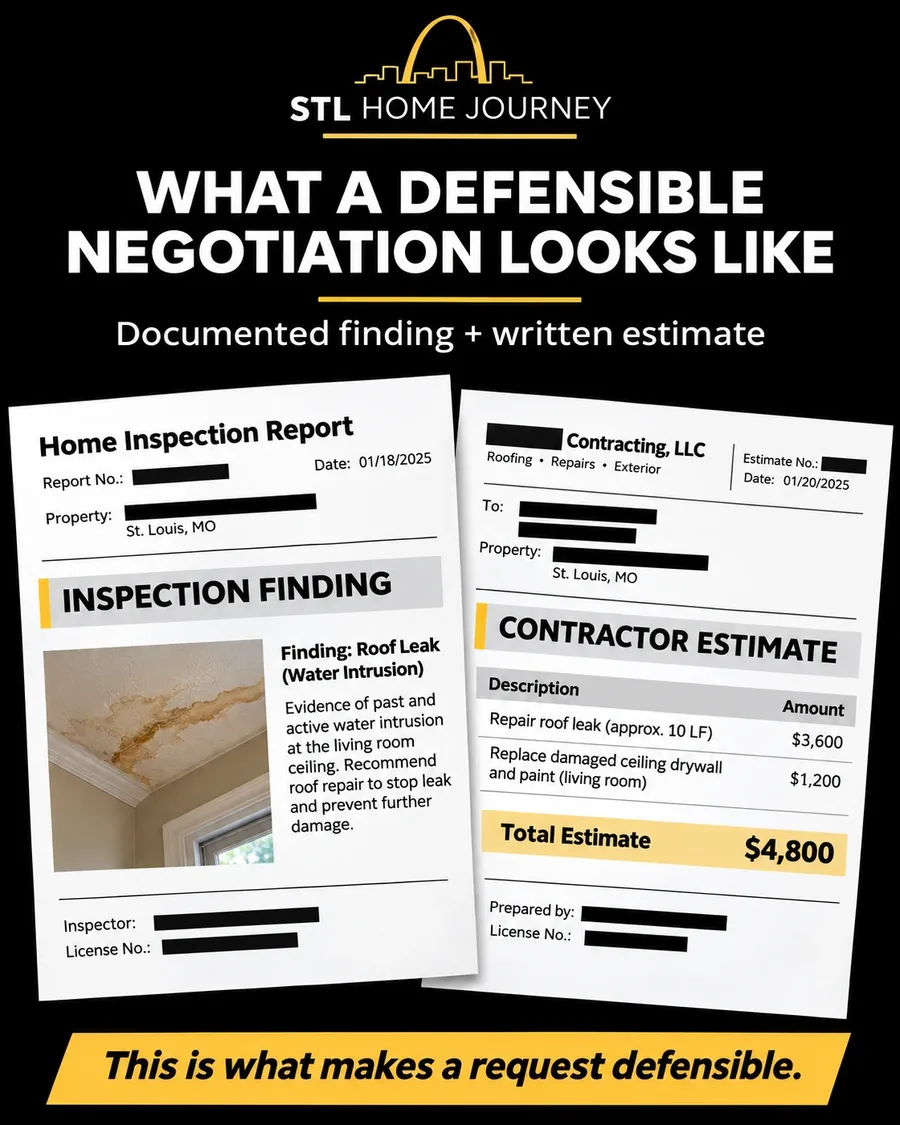 STL HOME JOURNEY
WHAT A DEFENSIBLE
NEGOTIATION LOOKS LIKE
Documented finding + written estimate
Home Inspection Report
Report No.:
Date: 01/18/2025
Property:
St. Louis, MO
INSPECTION FINDING
Finding: Roof Leak
(Water Intrusion)
Evidence of past and
active water intrusion
at the living room
ceiling. Recommend
roof repair to stop leak
and prevent further
damage.
Inspector:
License No.:
Contracting, LLC
Roofing • Repairs • Exterior
Estimate No.:
Date: 01/20/2025
To:
Property:
St. Louis, MO
CONTRACTOR ESTIMATE
Description Amount
Repair roof leak (approx. 10 LF) $3,600
Replace damaged ceiling drywall
and paint (living room) $1,200
Total Estimate $4,800
Prepared by:
License No.:
This is what makes a request defensible.